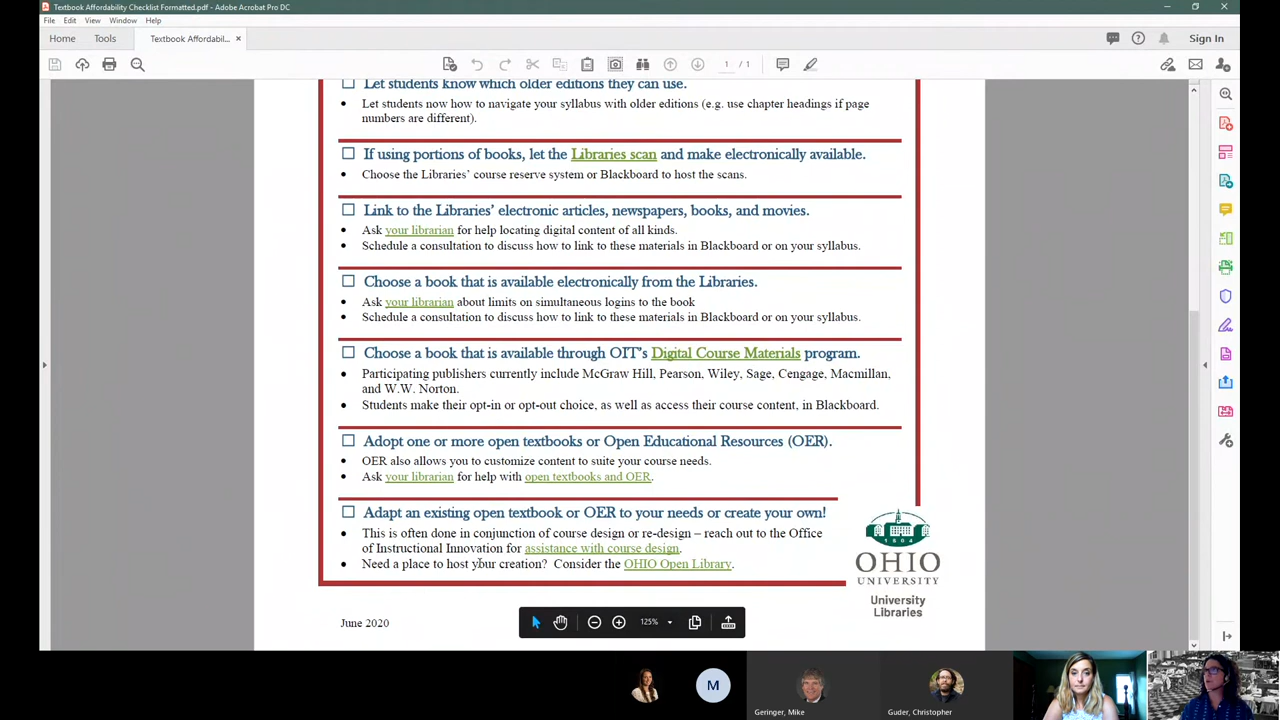 Textbook Affordability Checklist Formatted.pdf - Adobe Acrobat Pro DC
File Edit View Window Help
Home Tools Textbook Affordabil... ×
Sign In
1 / 1
Let students know which older editions they can use.
• Let students now how to navigate your syllabus with older editions (e.g. use chapter headings if page
numbers are different).
If using portions of books, let the Libraries scan and make electronically available.
• Choose the Libraries' course reserve system or Blackboard to host the scans.
Link to the Libraries' electronic articles, newspapers, books, and movies.
• Ask your librarian for help locating digital content of all kinds.
• Schedule a consultation to discuss how to link to these materials in Blackboard or on your syllabus.
Choose a book that is available electronically from the Libraries.
• Ask your librarian about limits on simultaneous logins to the book
• Schedule a consultation to discuss how to link to these materials in Blackboard or on your syllabus.
Choose a book that is available through OIT's Digital Course Materials program.
• Participating publishers currently include McGraw Hill, Pearson, Wiley, Sage, Cengage, Macmillan,
and W.W. Norton.
• Students make their opt-in or opt-out choice, as well as access their course content, in Blackboard.
Adopt one or more open textbooks or Open Educational Resources (OER).
• OER also allows you to customize content to suite your course needs.
• Ask your librarian for help with open textbooks and OER.
Adapt an existing open textbook or OER to your needs or create your own!
• This is often done in conjunction of course design or re-design – reach out to the Office
of Instructional Innovation for assistance with course design.
• Need a place to host your creation? Consider the OHIO Open Library.
1804
OHIO
UNIVERSITY
University
Libraries
June 2020
125%
M
Geringer, Mike
Guder, Christopher